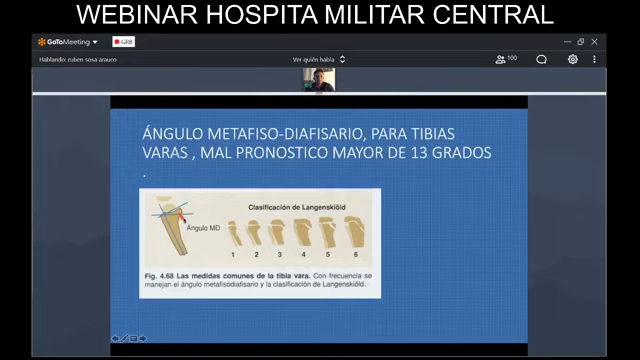 WEBINAR HOSPITA MILITAR CENTRAL
GoToMeeting
GRB
Hablando: ruben sosa arauco
Ver quién habla
100
ÁNGULO METAFISO-DIAFISARIO, PARA TIBIAS
VARAS , MAL PRONOSTICO MAYOR DE 13 GRADOS
.
Clasificación de Langenskiöld
Ángulo MD
1 2 3 4 5 6
Fig. 4.68 Las medidas comunes de la tibia vara. Con frecuencia se
manejan el ángulo metafisodiafisario y la clasificación de Langenskiöld.